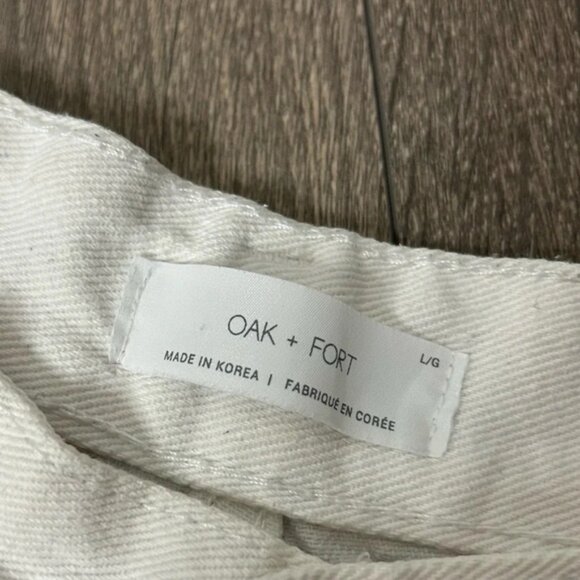 OAK + FORT
L/G
MADE IN KOREA | FABRIQUÉ EN CORÉE